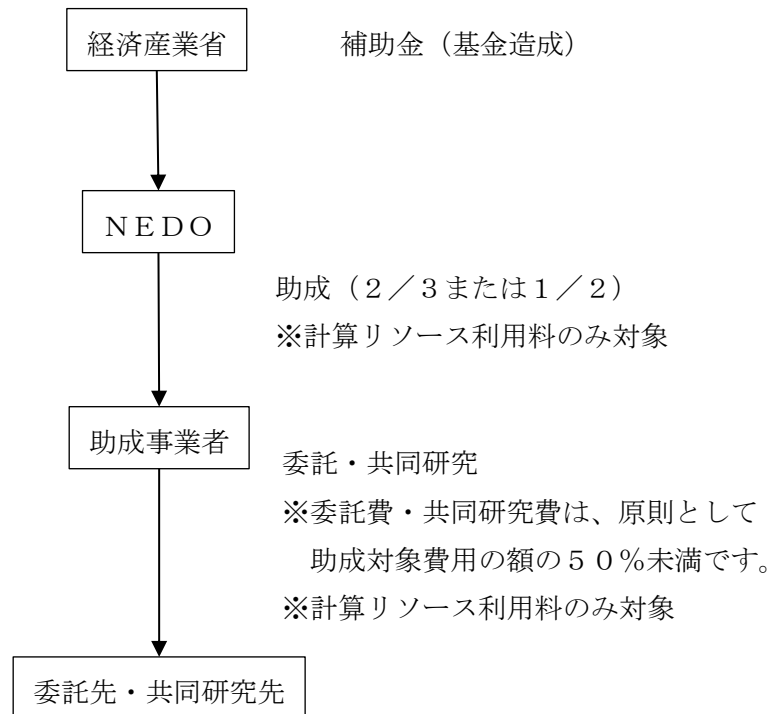 経済産業省
補助金（基金造成）
ＮＥＤＯ
助成（２／３または１／２）
※計算リソース利用料のみ対象
助成事業者
委託・共同研究
※委託費・共同研究費は、原則として
助成対象費用の額の５０％未満です。
※計算リソース利用料のみ対象
委託先・共同研究先